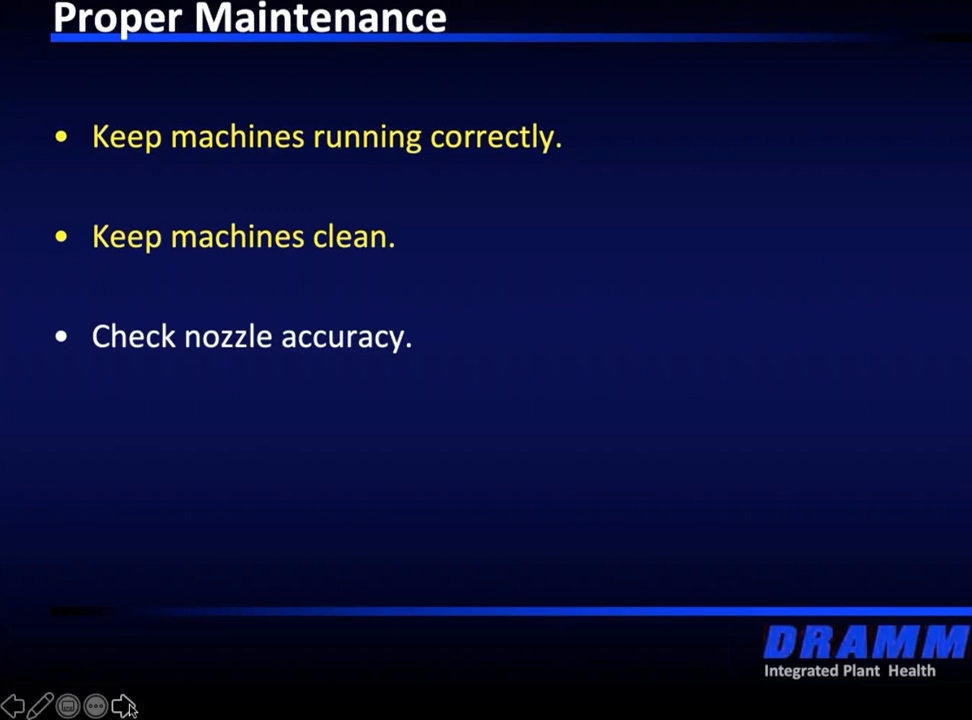 Proper Maintenance
• Keep machines running correctly.
• Keep machines clean.
• Check nozzle accuracy.
DRAMM
Integrated Plant Health